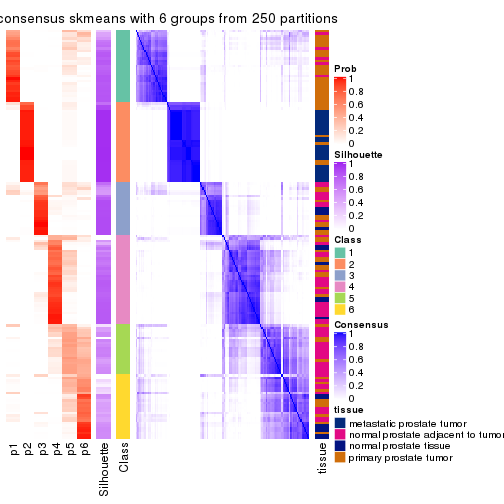 consensus skmeans with 6 groups from 250 partitions
Prob
1
0.8
0.6
0.4
0.2
0
Silhouette
1
0.8
0.6
0.4
0.2
0
Class
1
2
3
4
5
6
Consensus
1
0.8
0.6
0.4
0.2
0
tissue
metastatic prostate tumor
normal prostate adjacent to tumor
normal prostate tissue
primary prostate tumor
p1
p2
p3
p4
p5
p6
Silhouette
Class
tissue